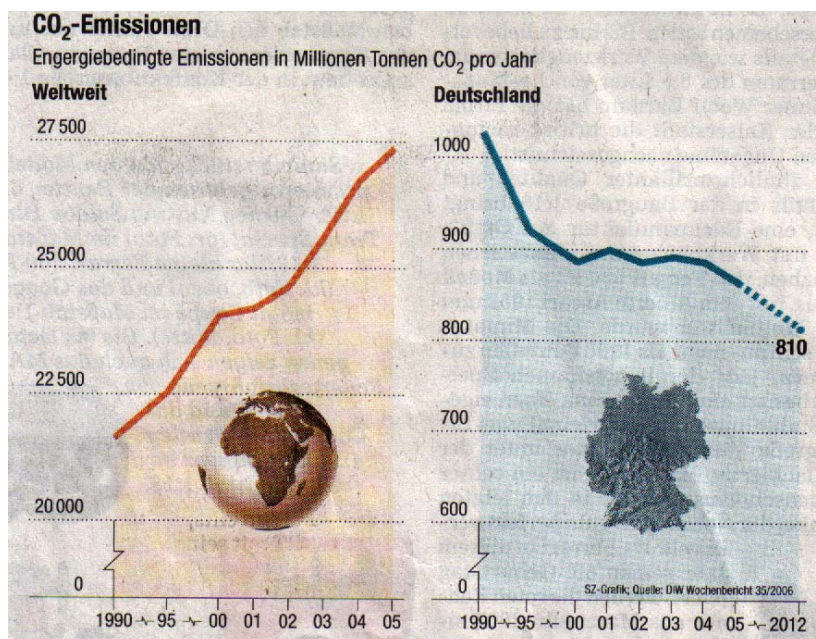 CO₂-Emissionen
Engergiebedingte Emissionen in Millionen Tonnen CO₂ pro Jahr
Weltweit
27 500
25 000
22 500
20 000
0
1990 95 00 01 02 03 04 05
Deutschland
1000
900
800
700
600
0
810
SZ-Grafik; Quelle: DIW Wochenbericht 35/2006
1990 95 00 01 02 03 04 05 2012